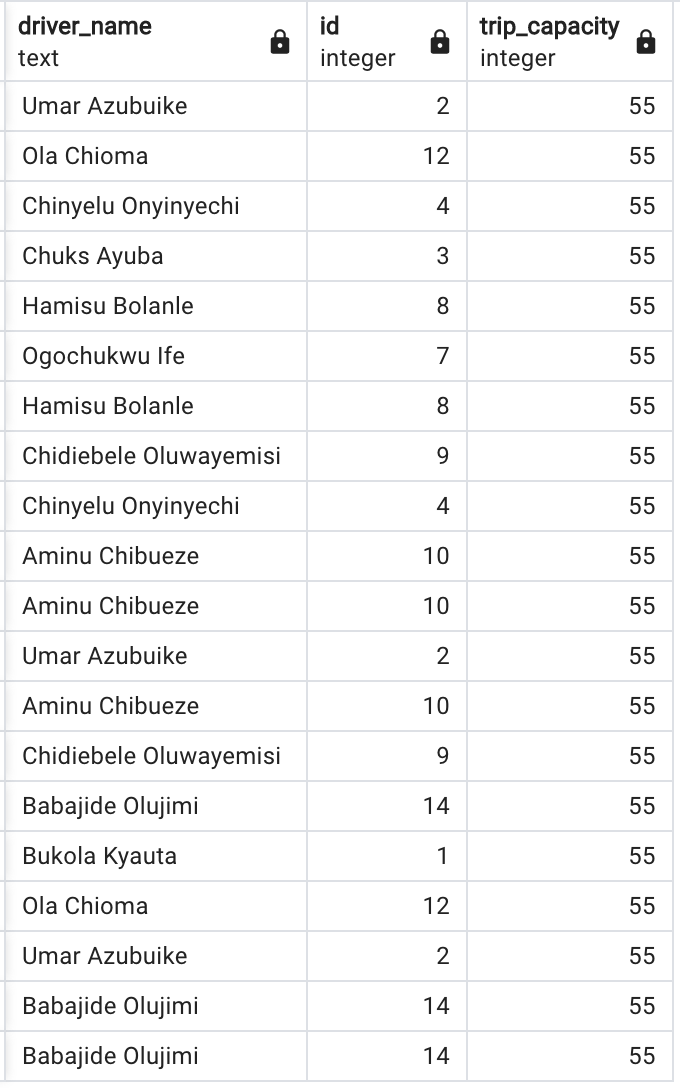 driver_name id trip_capacity
text integer integer
Umar Azubuike 2 55
Ola Chioma 12 55
Chinyelu Onyinyechi 4 55
Chuks Ayuba 3 55
Hamisu Bolanle 8 55
Ogochukwu Ife 7 55
Hamisu Bolanle 8 55
Chidiebele Oluwayemisi 9 55
Chinyelu Onyinyechi 4 55
Aminu Chibueze 10 55
Aminu Chibueze 10 55
Umar Azubuike 2 55
Aminu Chibueze 10 55
Chidiebele Oluwayemisi 9 55
Babajide Olujimi 14 55
Bukola Kyauta 1 55
Ola Chioma 12 55
Umar Azubuike 2 55
Babajide Olujimi 14 55
Babajide Olujimi 14 55